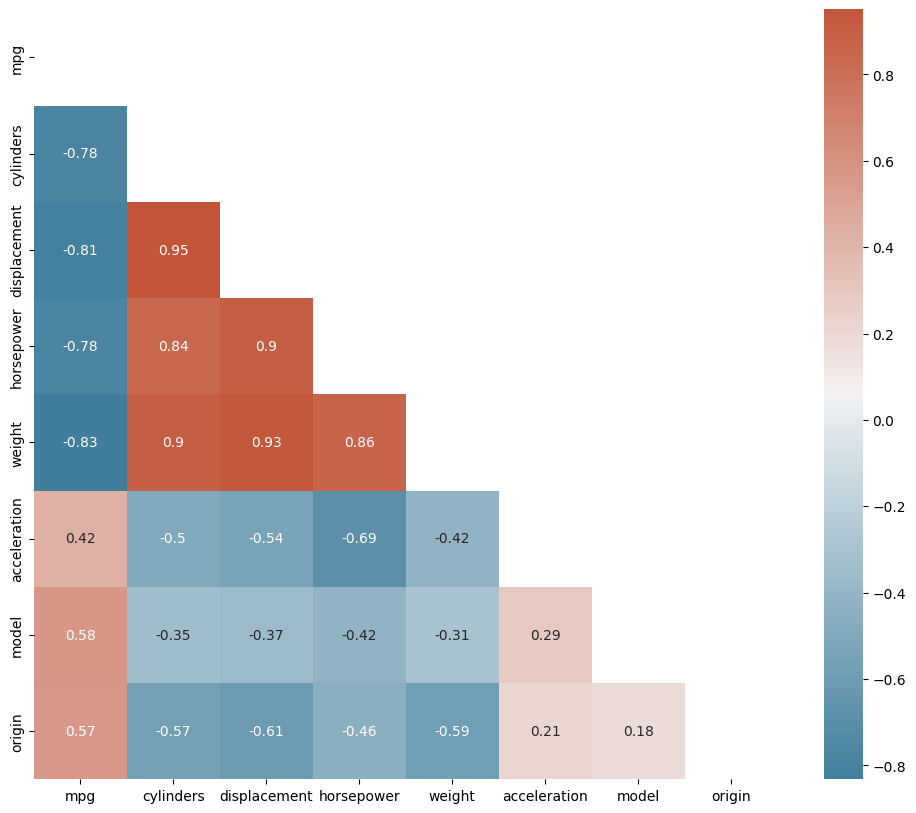 mpg
cylinders -0.78
displacement -0.81 0.95
horsepower -0.78 0.84 0.9
weight -0.83 0.9 0.93 0.86
acceleration 0.42 -0.5 -0.54 -0.69 -0.42
model 0.58 -0.35 -0.37 -0.42 -0.31 0.29
origin 0.57 -0.57 -0.61 -0.46 -0.59 0.21 0.18
mpg cylinders displacement horsepower weight acceleration model origin
0.8
0.6
0.4
0.2
0.0
−0.2
−0.4
−0.6
−0.8